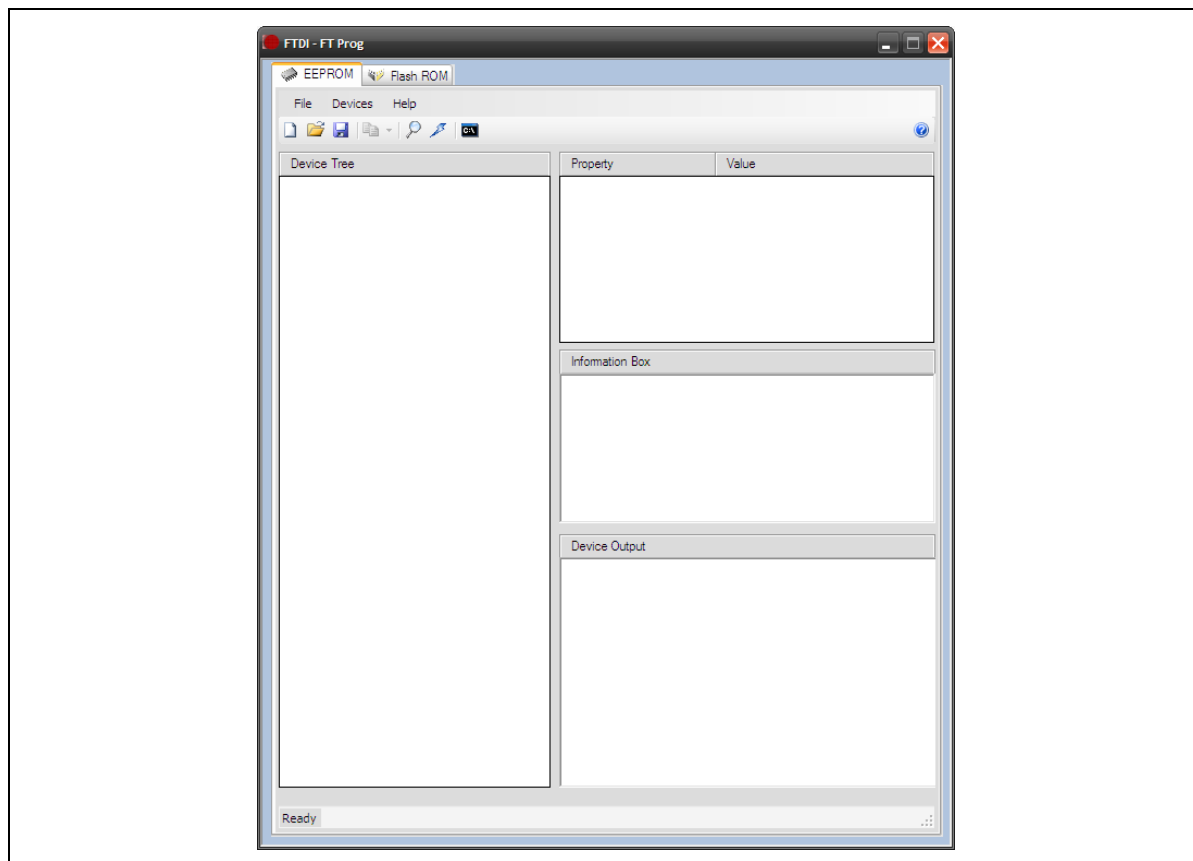 FTDI - FT Prog
EEPROM Flash ROM
File Devices Help
C:\
Device Tree
Property Value
Information Box
Device Output
Ready